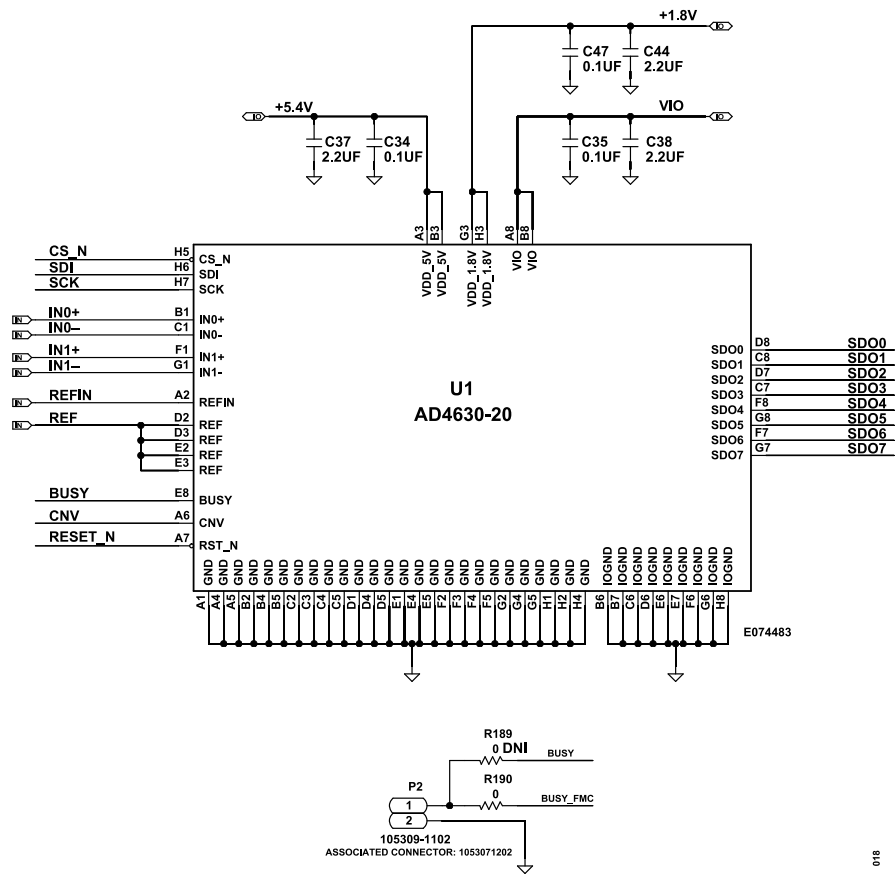 +1.8V
IO
C47
0.1UF
C44
2.2UF
+5.4V
IO
VIO
IO
C37
2.2UF
C34
0.1UF
C35
0.1UF
C38
2.2UF
A3
B3
G3
H3
A8
B8
VDD_5V
VDD_5V
VDD_1.8V
VDD_1.8V
VIO
VIO
CS_N H5 CS_N
SDI H6 SDI
SCK H7 SCK
IN IN0+ B1 IN0+
IN IN0– C1 IN0-
IN IN1+ F1 IN1+
IN IN1– G1 IN1-
IN REFIN A2 REFIN
IN REF D2 REF
D3 REF
E2 REF
E3 REF
BUSY E8 BUSY
CNV A6 CNV
RESET_N A7 RST_N
U1
AD4630-20
SDO0 D8 SDO0
SDO1 C8 SDO1
SDO2 D7 SDO2
SDO3 C7 SDO3
SDO4 F8 SDO4
SDO5 G8 SDO5
SDO6 F7 SDO6
SDO7 G7 SDO7
GND GND GND GND GND GND GND GND GND GND GND GND GND GND GND GND GND GND GND GND GND GND GND GND GND GND
A1 A4 A5 B2 B4 B5 C2 C3 C4 C5 D1 D4 D5 E1 E4 E5 F2 F3 F4 F5 G2 G4 G5 H1 H2 H4
IOGND IOGND IOGND IOGND IOGND IOGND IOGND IOGND IOGND
B6 B7 C6 D6 E6 E7 F6 G6 H8
E074483
R189
0 DNI BUSY
P2
R190
0
BUSY_FMC
1
2
105309-1102
ASSOCIATED CONNECTOR: 1053071202
018